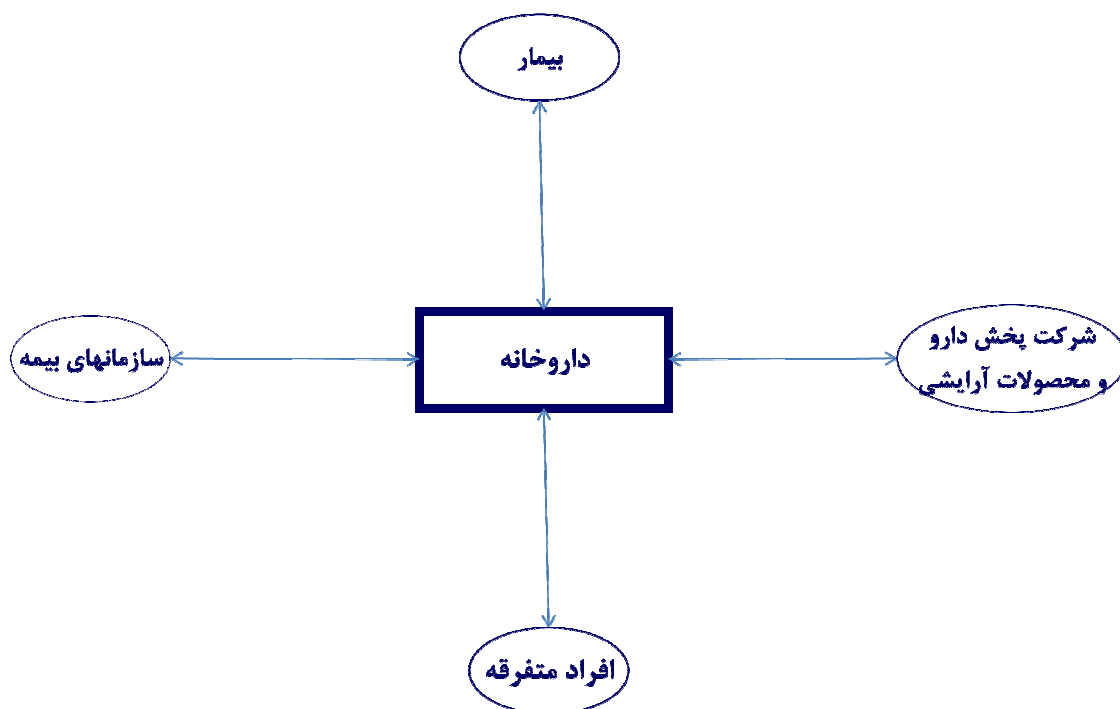 بیمار
شرکت پخش دارو
و محصولات آرایشی
داروخانه
سازمانهای بیمه
افراد متفرقه